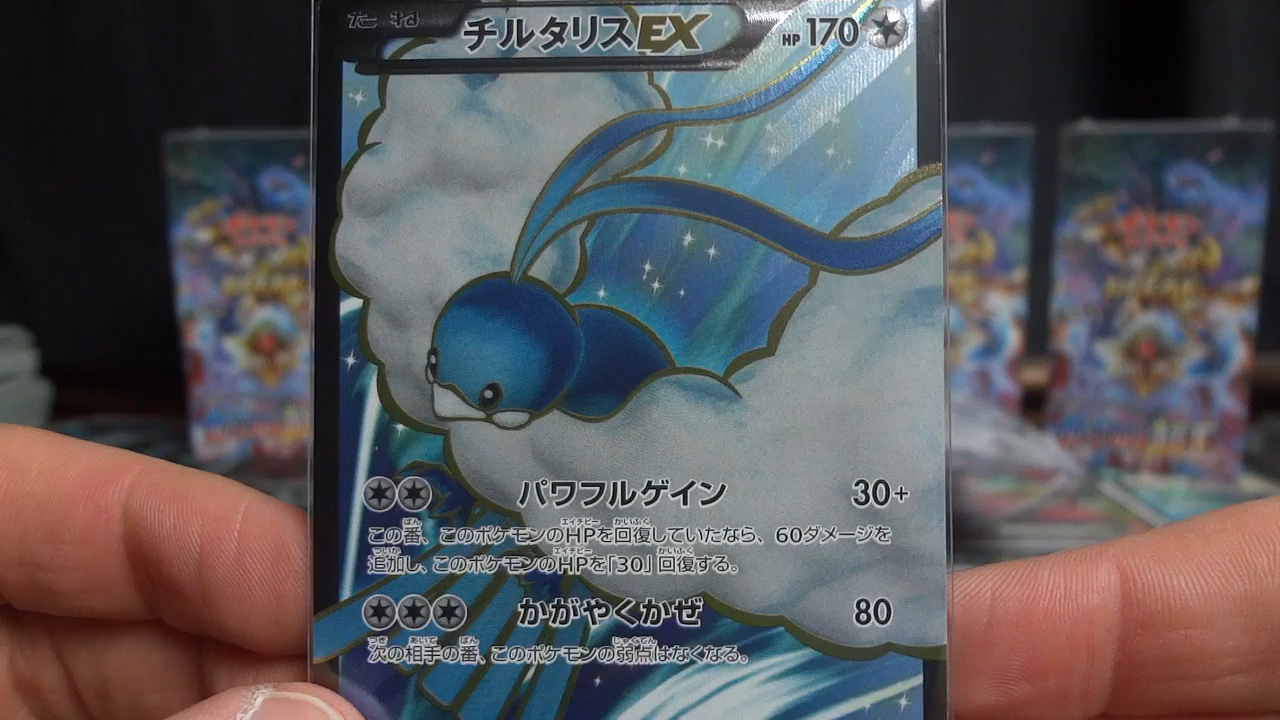 たね チルタリスEX HP 170
パワフルゲイン 30+
この番、このポケモンのHPを回復していたなら、60ダメージを
追加し、このポケモンのHPを「30」回復する。
かがやくかぜ 80
次の相手の番、このポケモンの弱点はなくなる。